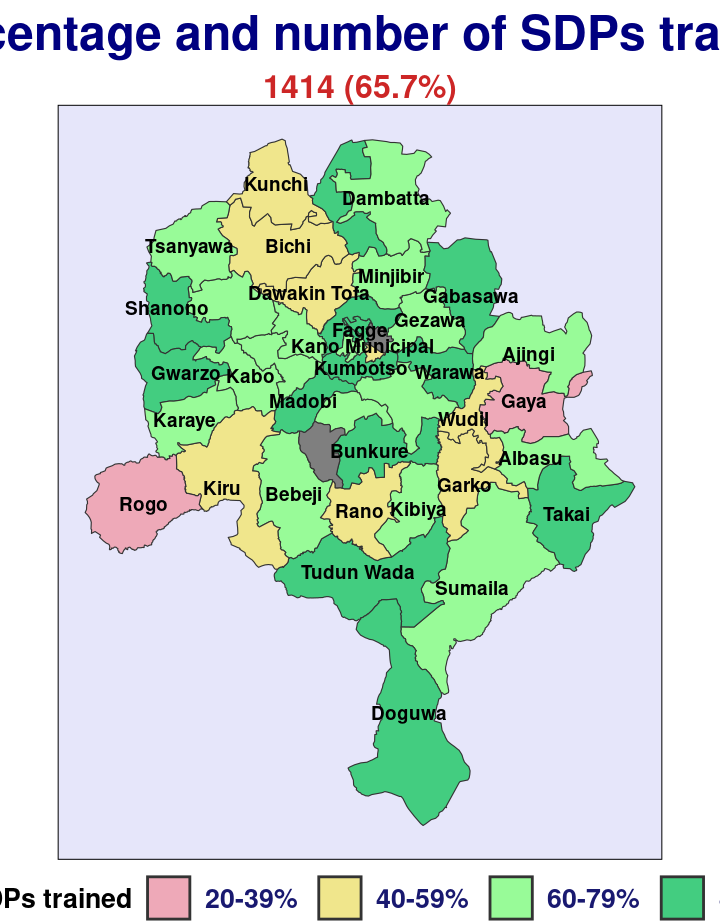 centage and number of SDPs tra
1414 (65.7%)
Kunchi
Dambatta
Tsanyawa
Bichi
Minjibir
Dawakin Tofa
Gabasawa
Shanono
Gezawa
Fagge
Kano Municipal
Ajingi
Kumbotso
Warawa
Gwarzo
Kabo
Madobi
Gaya
Karaye
Wudil
Bunkure
Albasu
Kiru
Bebeji
Garko
Rogo
Rano
Kibiya
Takai
Tudun Wada
Sumaila
Doguwa
DPs trained 20-39% 40-59% 60-79%